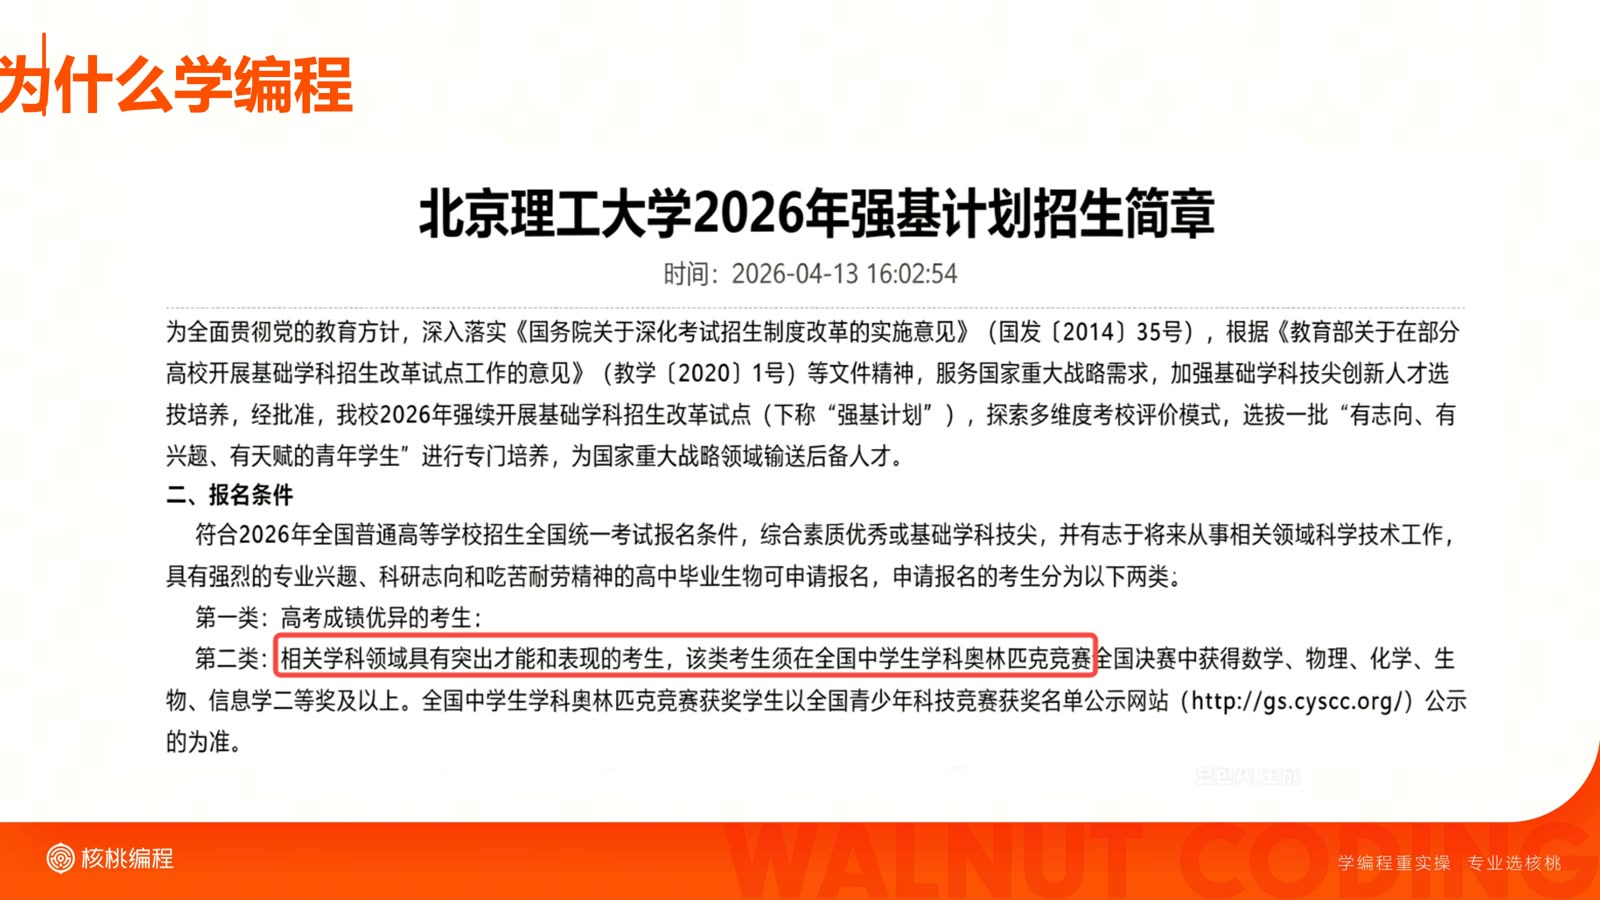 为什么学编程
北京理工大学2026年强基计划招生简章
时间：2026-04-13 16:02:54
为全面贯彻党的教育方针，深入落实《国务院关于深化考试招生制度改革的实施意见》（国发〔2014〕35号），根据《教育部关于在部分
高校开展基础学科招生改革试点工作的意见》（教学〔2020〕1号）等文件精神，服务国家重大战略需求，加强基础学科技尖创新人才选
拔培养，经批准，我校2026年强续开展基础学科招生改革试点（下称“强基计划”），探索多维度考校评价模式，选拔一批“有志向、有
兴趣、有天赋的青年学生”进行专门培养，为国家重大战略领域输送后备人才。
二、报名条件
符合2026年全国普通高等学校招生全国统一考试报名条件，综合素质优秀或基础学科技尖，并有志于将来从事相关领域科学技术工作，
具有强烈的专业兴趣、科研志向和吃苦耐劳精神的高中毕业生物可申请报名，申请报名的考生分为以下两类。
第一类：高考成绩优异的考生；
第二类：相关学科领域具有突出才能和表现的考生，该类考生须在全国中学生学科奥林匹克竞赛全国决赛中获得数学、物理、化学、生
物、信息学二等奖及以上。全国中学生学科奥林匹克竞赛获奖学生以全国青少年科技竞赛获奖名单公示网站（http://gs.cyscc.org/）公示
的为准。
核桃编程
WALNUT CODING
学编程重实操 专业选核桃